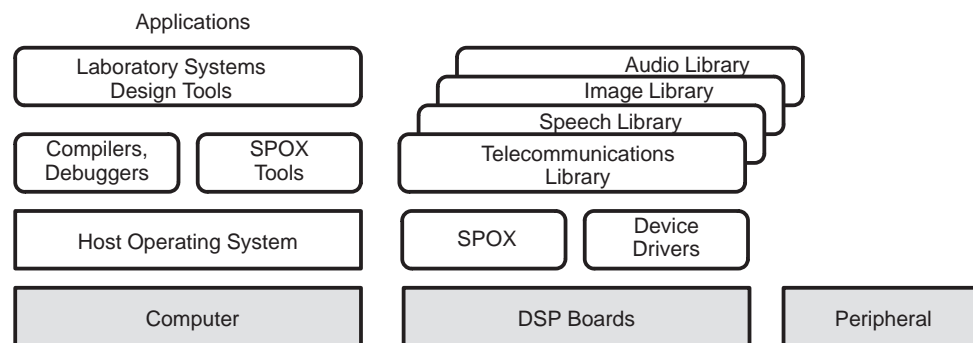 Applications
Laboratory Systems
Design Tools
Audio Library
Image Library
Speech Library
Telecommunications
Library
Compilers,
Debuggers
SPOX
Tools
Host Operating System
SPOX
Device
Drivers
Computer
DSP Boards
Peripheral